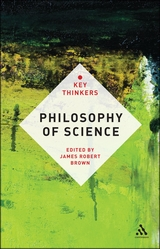 KEY
THINKERS
PHILOSOPHY
OF SCIENCE
EDITED BY
JAMES ROBERT
BROWN